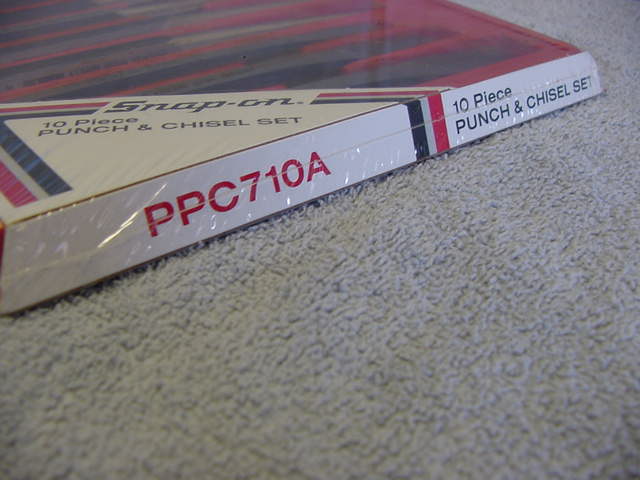 Snap-on®
10 Piece
PUNCH & CHISEL SET
PPC710A
10 Piece
PUNCH & CHISEL SET